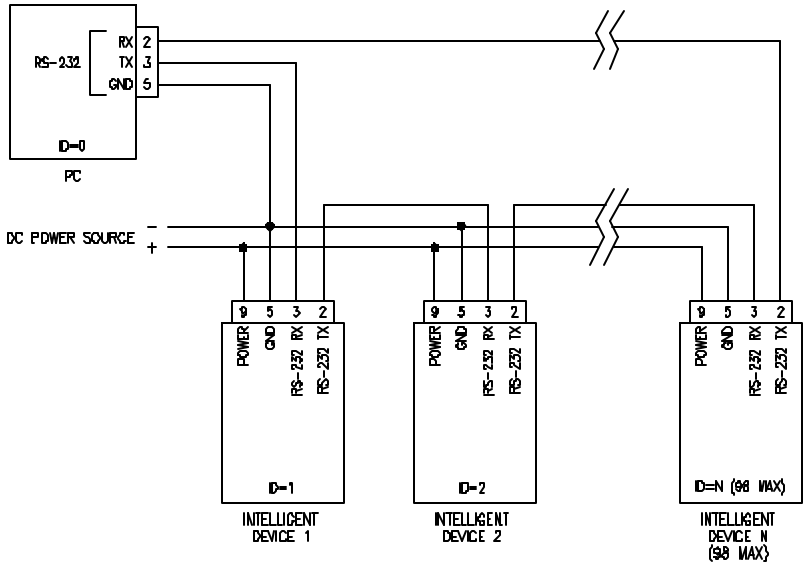 RX 2
RS-232 TX 3
GND 5
ID=0
PC
DC POWER SOURCE −
+
9 5 3 2
POWER
GND
RS-232 RX
RS-232 TX
ID=1
INTELLIGENT
DEVICE 1
9 5 3 2
POWER
GND
RS-232 RX
RS-232 TX
ID=2
INTELLIGENT
DEVICE 2
9 5 3 2
POWER
GND
RS-232 RX
RS-232 TX
ID=N (98 MAX)
INTELLIGENT
DEVICE N
(98 MAX)